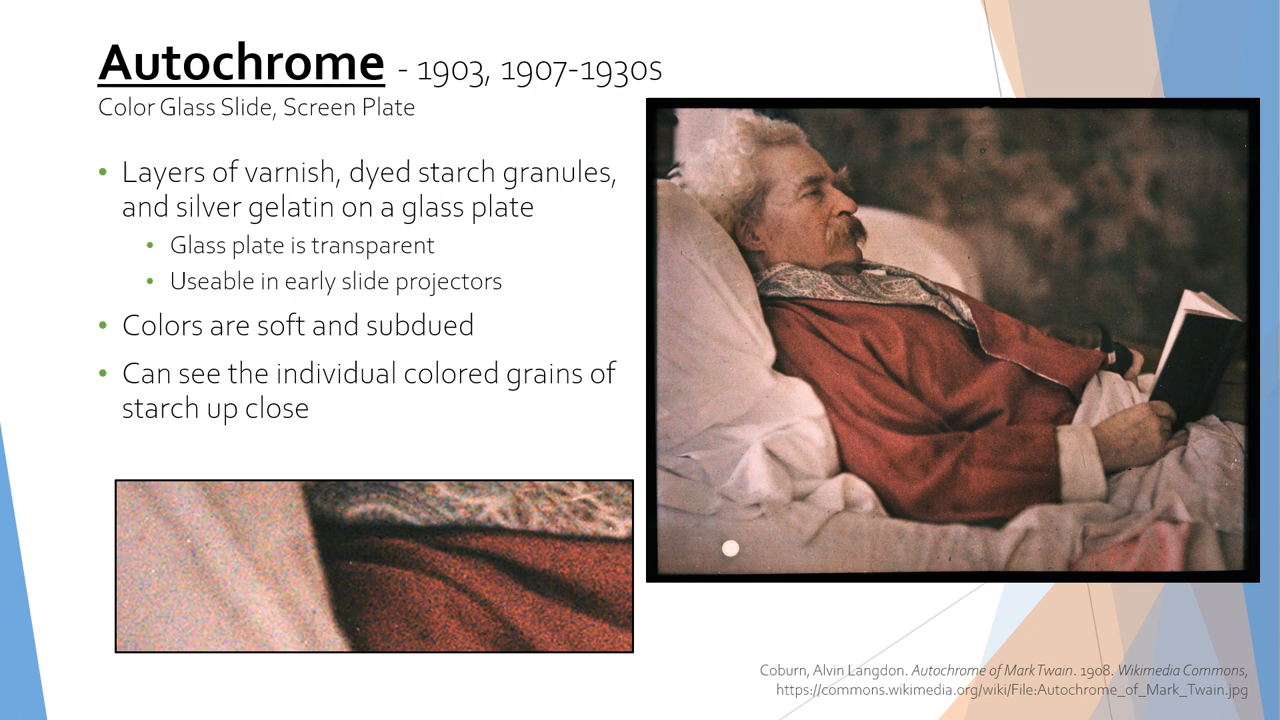 Autochrome - 1903, 1907-1930s
Color Glass Slide, Screen Plate
• Layers of varnish, dyed starch granules,
and silver gelatin on a glass plate
• Glass plate is transparent
• Useable in early slide projectors
• Colors are soft and subdued
• Can see the individual colored grains of
starch up close
Coburn, Alvin Langdon. Autochrome of Mark Twain. 1908. Wikimedia Commons,
https://commons.wikimedia.org/wiki/File:Autochrome_of_Mark_Twain.jpg